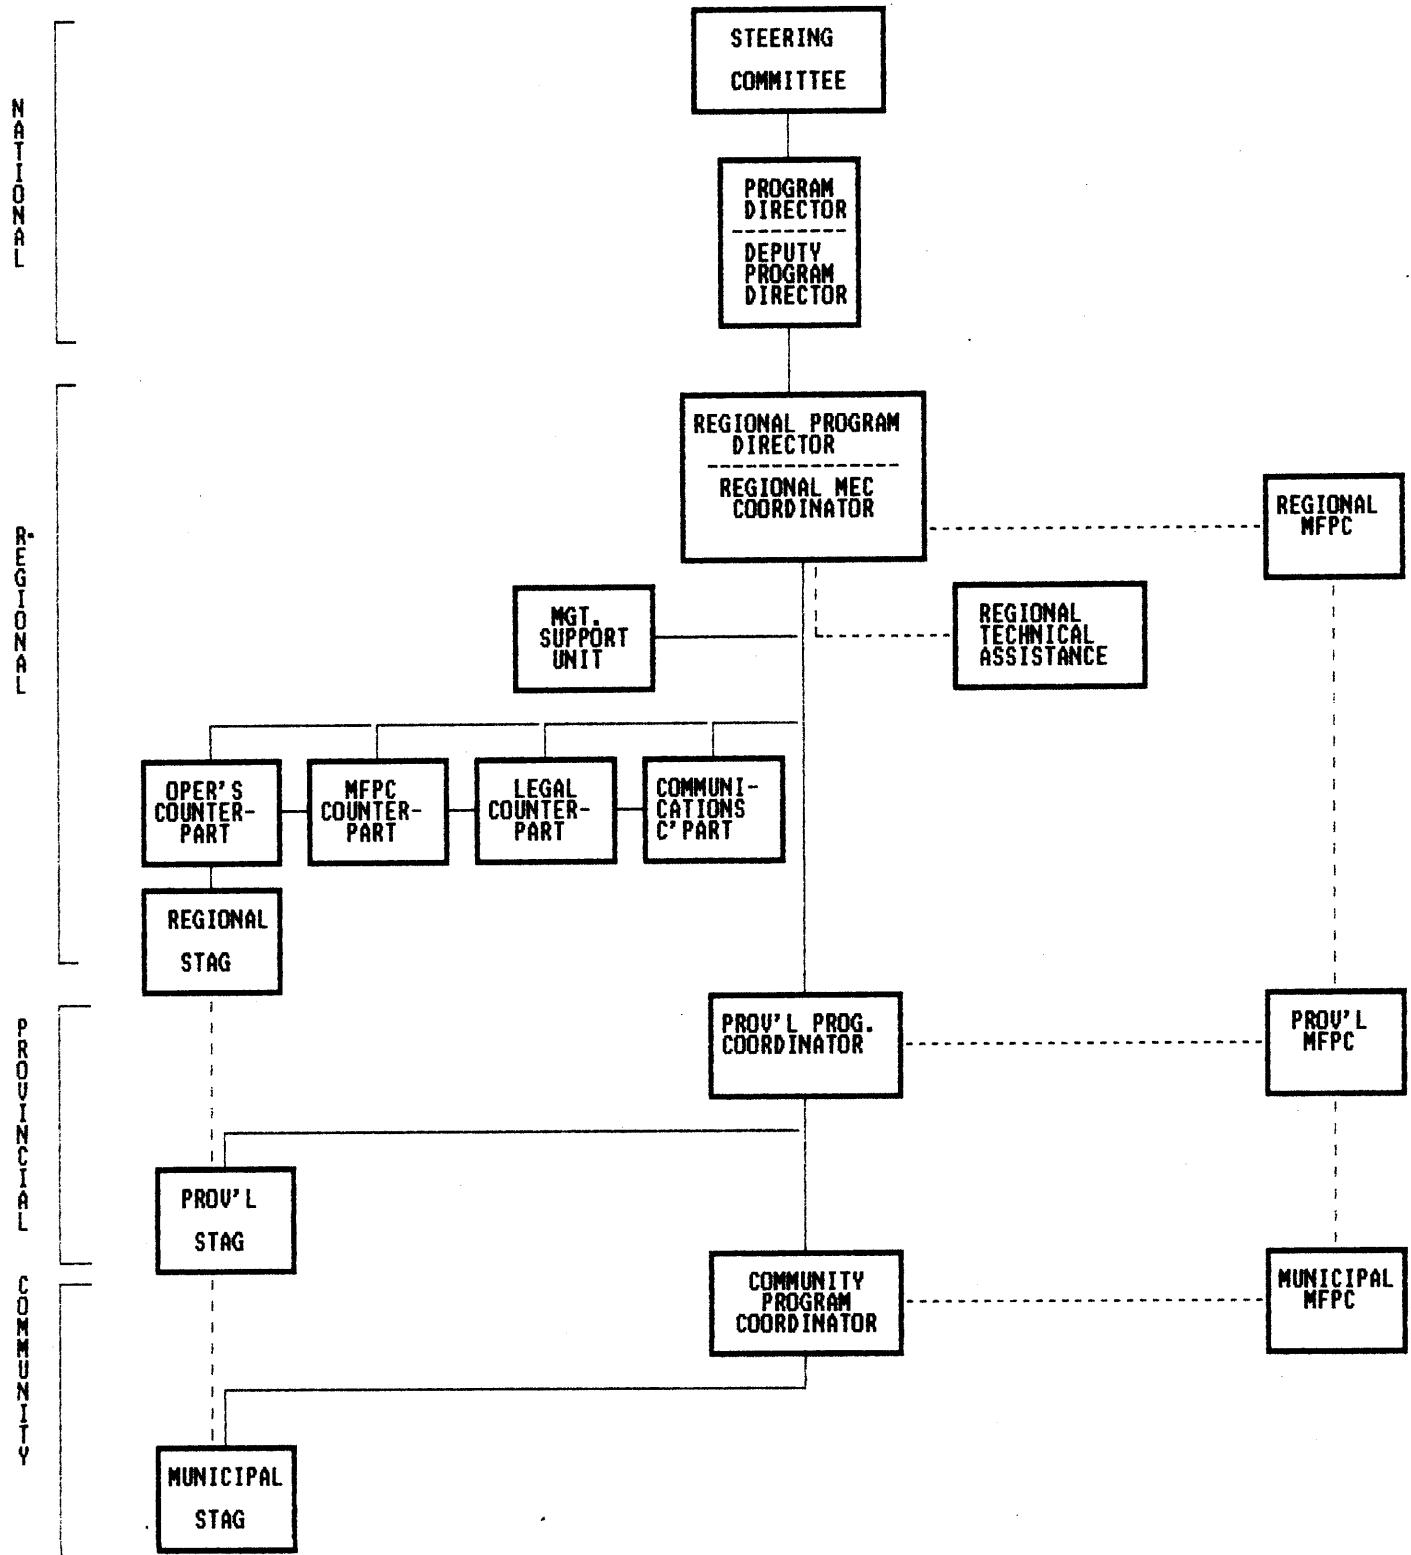 NATIONAL
STEERING
COMMITTEE
PROGRAM
DIRECTOR
DEPUTY
PROGRAM
DIRECTOR
REGIONAL
REGIONAL PROGRAM
DIRECTOR
REGIONAL MEC
COORDINATOR
REGIONAL
MFPC
MGT.
SUPPORT
UNIT
REGIONAL
TECHNICAL
ASSISTANCE
OPER'S
COUNTER-
PART
MFPC
COUNTER-
PART
LEGAL
COUNTER-
PART
COMMUNI-
CATIONS
C'PART
REGIONAL
STAG
PROVINCIAL
PROV'L PROG.
COORDINATOR
PROV'L
MFPC
PROV'L
STAG
COMMUNITY
COMMUNITY
PROGRAM
COORDINATOR
MUNICIPAL
MFPC
MUNICIPAL
STAG